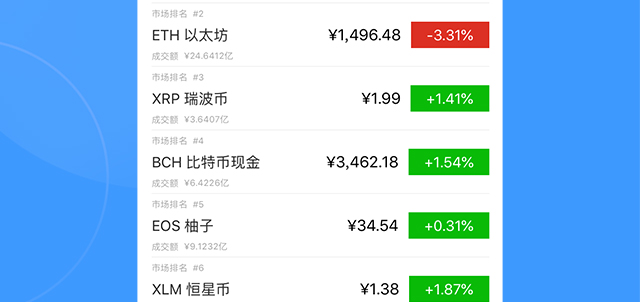 市场排名 #2
ETH 以太坊 ¥1,496.48 -3.31%
成交额 ¥24.6412亿
市场排名 #3
XRP 瑞波币 ¥1.99 +1.41%
成交额 ¥3.6407亿
市场排名 #4
BCH 比特币现金 ¥3,462.18 +1.54%
成交额 ¥6.4226亿
市场排名 #5
EOS 柚子 ¥34.54 +0.31%
成交额 ¥9.1232亿
市场排名 #6
XLM 恒星币 ¥1.38 +1.87%